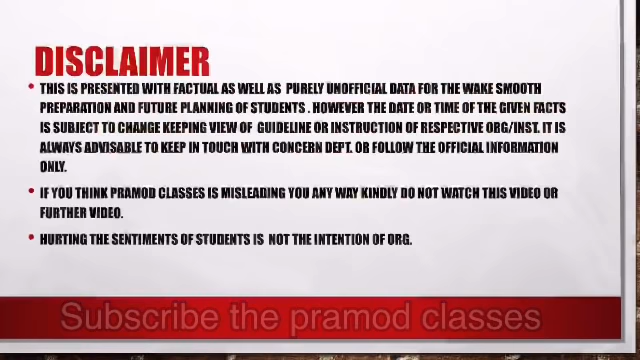 DISCLAIMER
• THIS IS PRESENTED WITH FACTUAL AS WELL AS PURELY UNOFFICIAL DATA FOR THE WAKE SMOOTH
PREPARATION AND FUTURE PLANNING OF STUDENTS . HOWEVER THE DATE OR TIME OF THE GIVEN FACTS
IS SUBJECT TO CHANGE KEEPING VIEW OF GUIDELINE OR INSTRUCTION OF RESPECTIVE ORG/INST. IT IS
ALWAYS ADVISABLE TO KEEP IN TOUCH WITH CONCERN DEPT. OR FOLLOW THE OFFICIAL INFORMATION
ONLY.
• IF YOU THINK PRAMOD CLASSES IS MISLEADING YOU ANY WAY KINDLY DO NOT WATCH THIS VIDEO OR
FURTHER VIDEO.
• HURTING THE SENTIMENTS OF STUDENTS IS NOT THE INTENTION OF ORG.
Subscribe the pramod classes